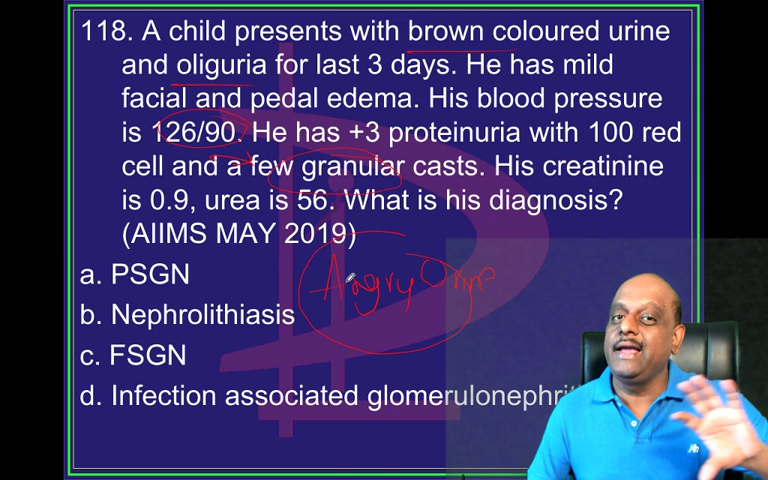 118. A child presents with brown coloured urine
and oliguria for last 3 days. He has mild
facial and pedal edema. His blood pressure
is 126/90. He has +3 proteinuria with 100 red
cell and a few granular casts. His creatinine
is 0.9, urea is 56. What is his diagnosis?
(AIIMS MAY 2019)
a. PSGN
Angry
b. Nephrolithiasis
c. FSGN
d. Infection associated glomerulonephritis